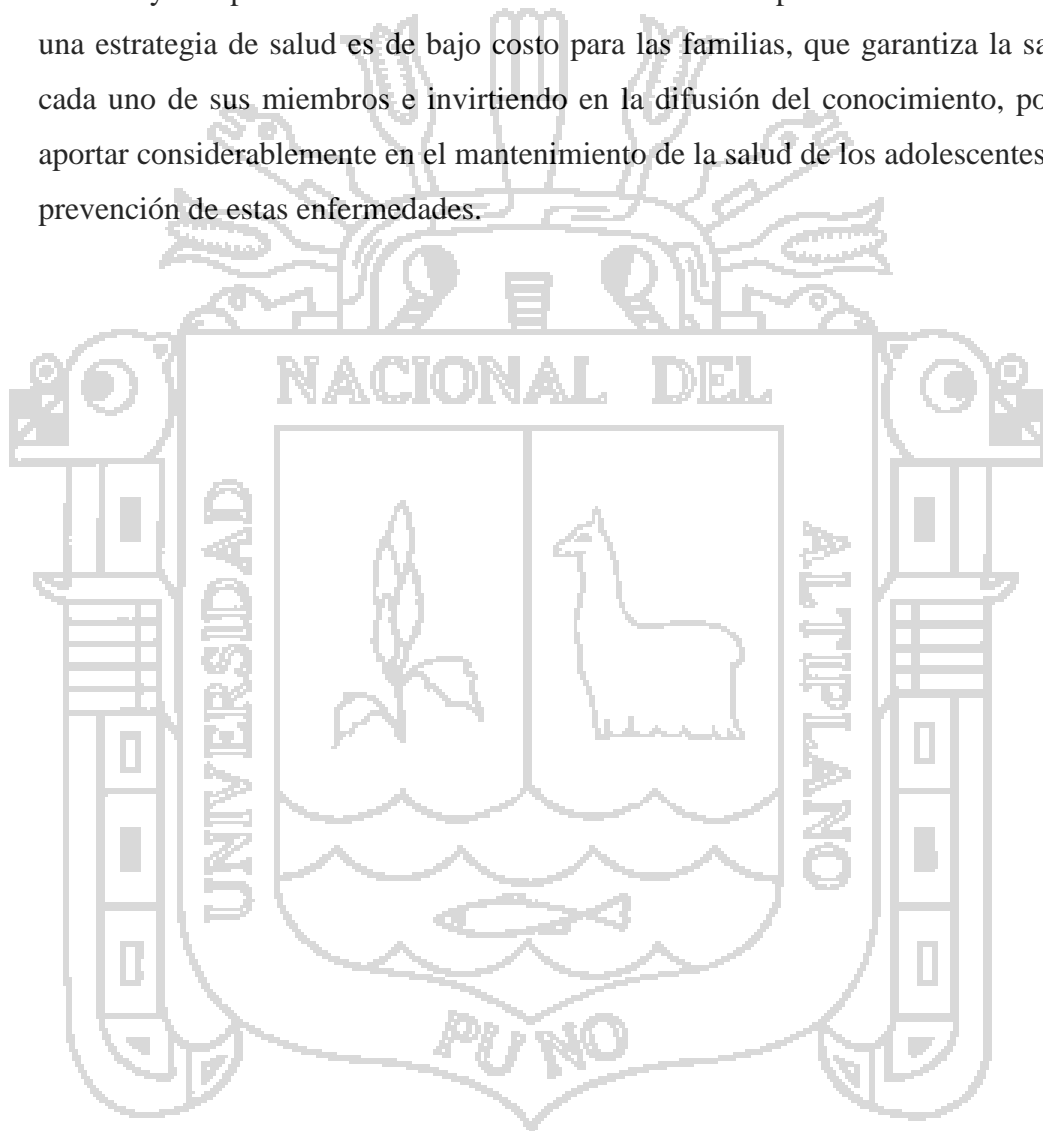 una estrategia de salud es de bajo costo para las familias, que garantiza la sa
cada uno de sus miembros e invirtiendo en la difusión del conocimiento, po
aportar considerablemente en el mantenimiento de la salud de los adolescentes
prevención de estas enfermedades.
NACIONAL DEL
UNIVERSIDAD
ALTIPLANO
PUNO